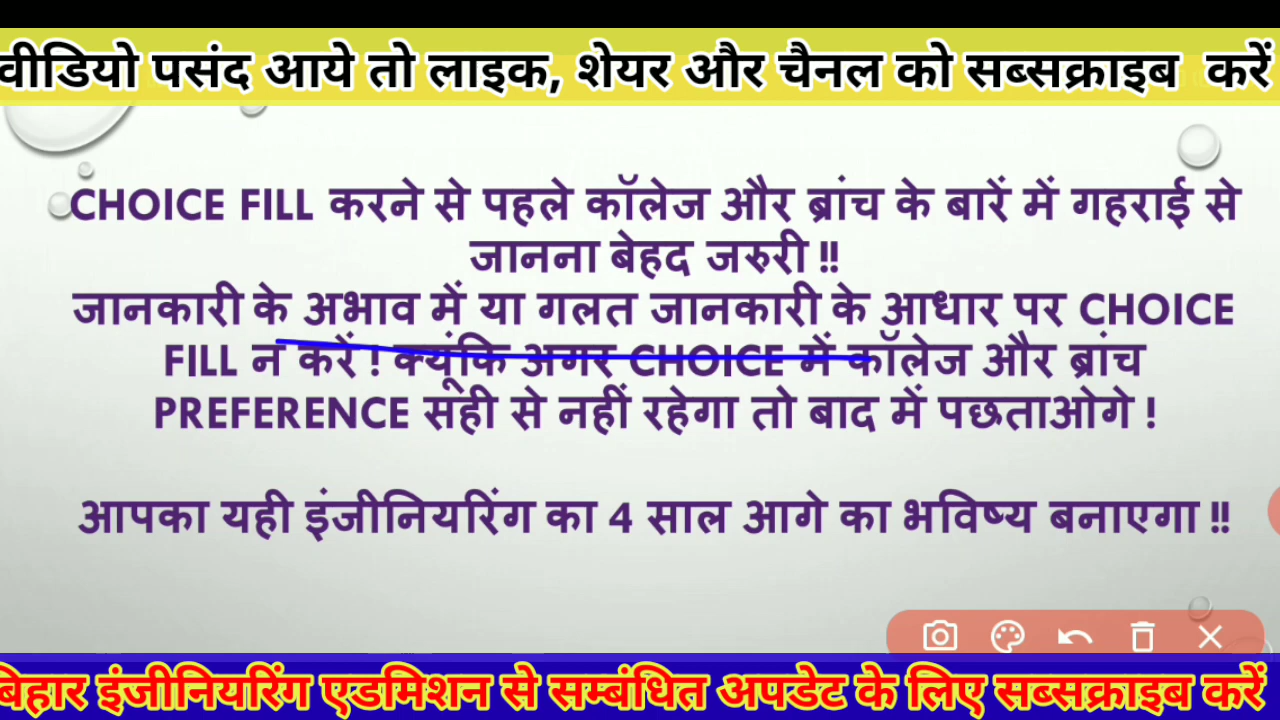 वीडियो पसंद आये तो लाइक, शेयर और चैनल को सब्सक्राइब करें
CHOICE FILL करने से पहले कॉलेज और ब्रांच के बारें में गहराई से
जानना बेहद जरुरी !!
जानकारी के अभाव में या गलत जानकारी के आधार पर CHOICE
FILL न करें ! क्यूंकि अगर CHOICE में कॉलेज और ब्रांच
PREFERENCE सही से नहीं रहेगा तो बाद में पछताओगे !
आपका यही इंजीनियरिंग का 4 साल आगे का भविष्य बनाएगा !!
बिहार इंजीनियरिंग एडमिशन से सम्बंधित अपडेट के लिए सब्सक्राइब करें